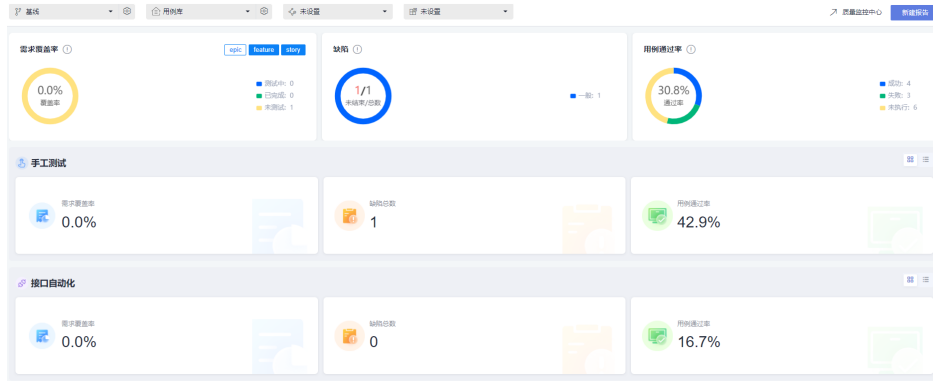 基线 用例库 未设置 未设置 质量监控中心 新建报告
需求覆盖率 epic feature story
0.0%
覆盖率
测试中: 0
已完成: 0
未测试: 1
缺陷
1/1
未结束/总数
一般: 1
用例通过率
30.8%
通过率
成功: 4
失败: 3
未执行: 6
手工测试
需求覆盖率
0.0%
缺陷总数
1
用例通过率
42.9%
接口自动化
需求覆盖率
0.0%
缺陷总数
0
用例通过率
16.7%